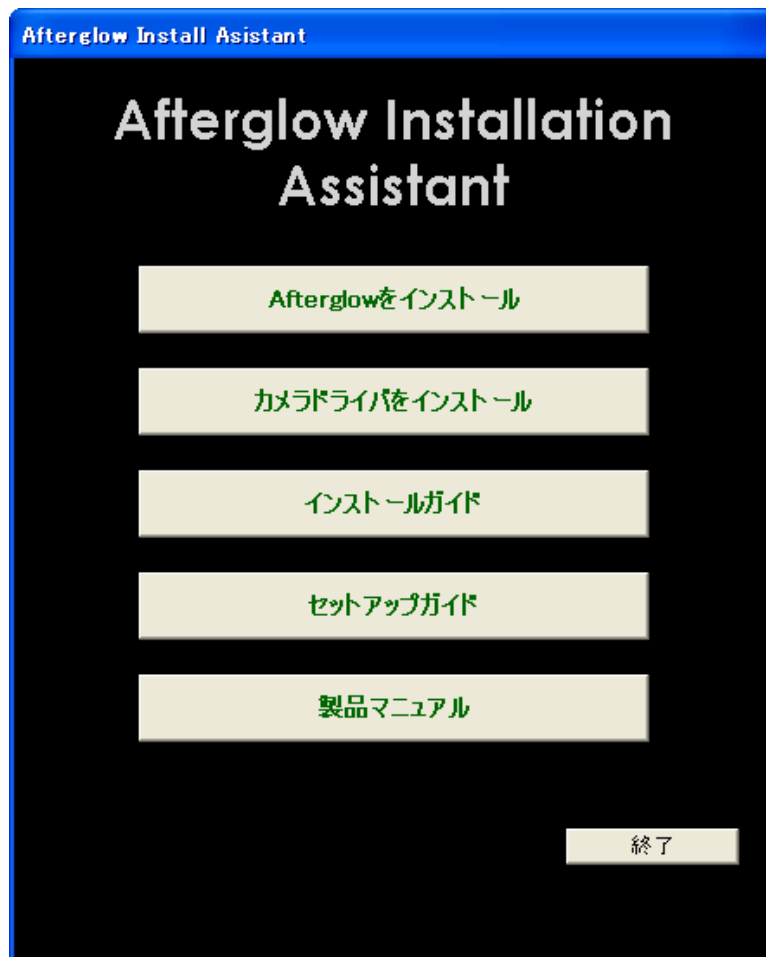 Afterglow Install Asistant
Afterglow Installation
Assistant
Afterglowをインストール
カメラドライバをインストール
インストールガイド
セットアップガイド
製品マニュアル
終了